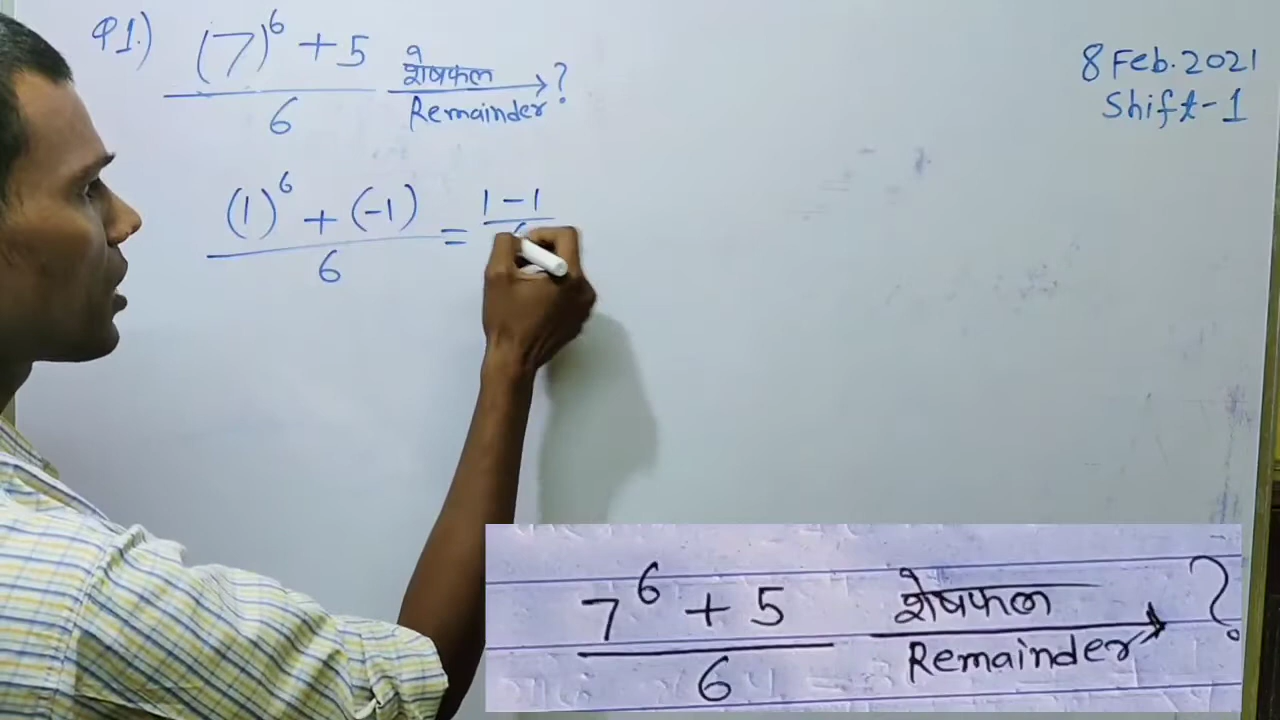 Q1.) (7)⁶ + 5
शेषफल ?
6
Remainder
8 Feb. 2021
Shift-1
(1)⁶ + (-1) = 1 - 1
6
7⁶ + 5 शेषफल ?
6 Remainder